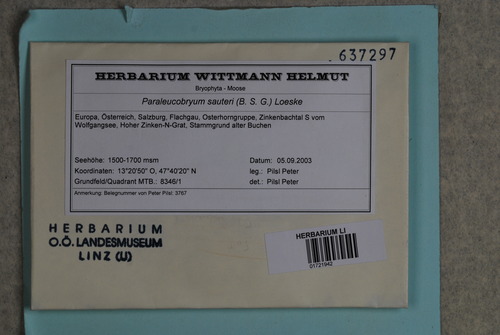 637297
HERBARIUM WITTMANN HELMUT
Bryophyta - Moose
Paraleucobryum sauteri (B. S. G.) Loeske
Europa, Österreich, Salzburg, Flachgau, Osterhorngruppe, Zinkenbachtal S vom
Wolfgangsee, Hoher Zinken-N-Grat, Stammgrund alter Buchen
Seehöhe: 1500-1700 msm Datum: 05.09.2003
Koordinaten: 13°20'50" O, 47°40'20" N leg.: Pilsl Peter
Grundfeld/Quadrant MTB.: 8346/1 det.: Pilsl Peter
Anmerkung: Belegnummer von Peter Pilsl: 3757
HERBARIUM
O.Ö. LANDESMUSEUM
LINZ (LI)
HERBARIUM LI
01721942